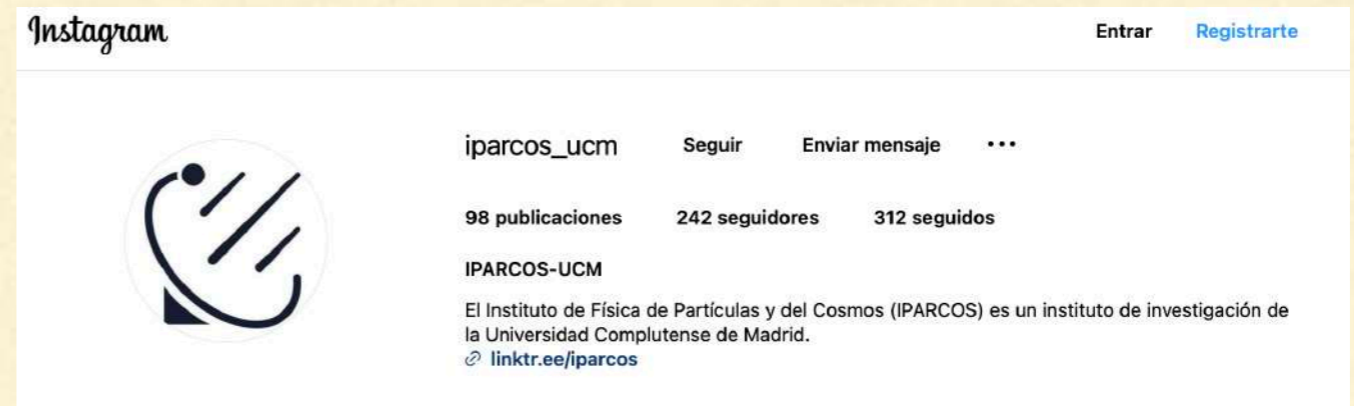 Instagram
Entrar Registrarte
iparcos_ucm Seguir Enviar mensaje ...
98 publicaciones 242 seguidores 312 seguidos
IPARCOS-UCM
El Instituto de Física de Partículas y del Cosmos (IPARCOS) es un instituto de investigación de
la Universidad Complutense de Madrid.
linktr.ee/iparcos